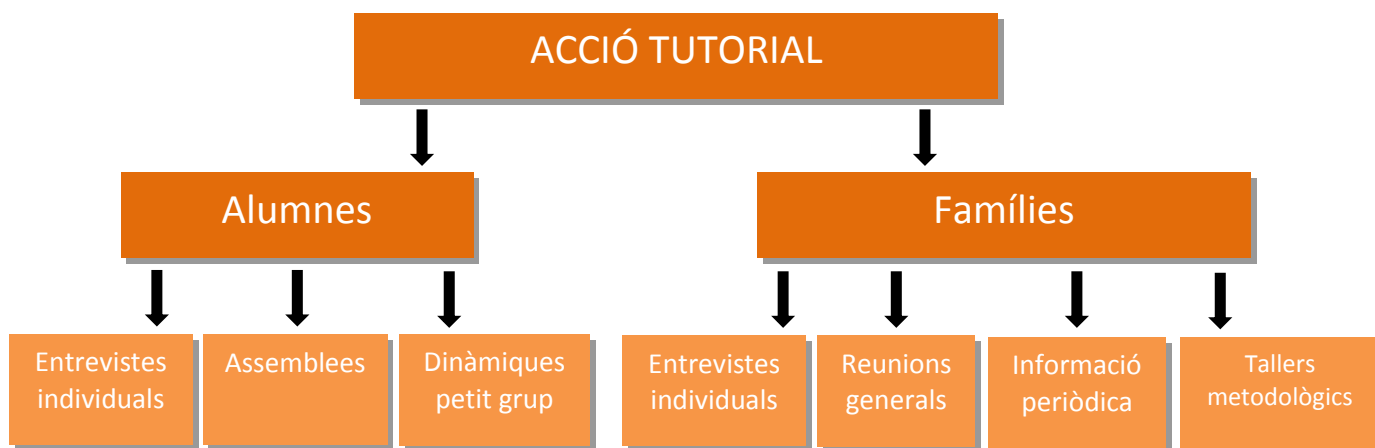 ACCIÓ TUTORIAL
Alumnes
Famílies
Entrevistes
individuals
Assemblees
Dinàmiques
petit grup
Entrevistes
individuals
Reunions
generals
Informació
periòdica
Tallers
metodològics